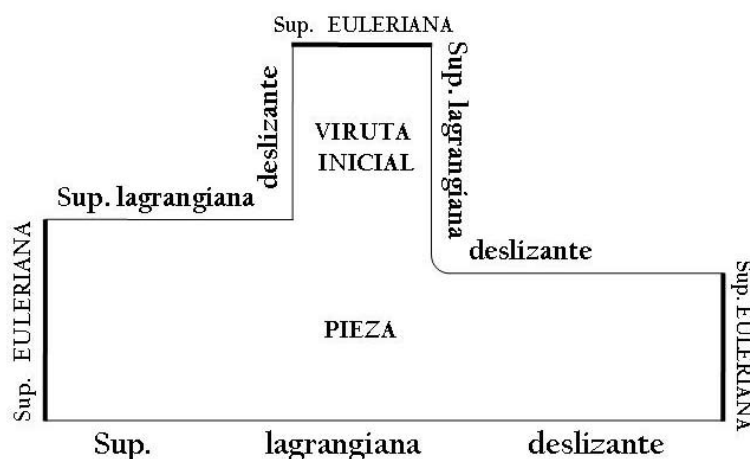 Sup. EULERIANA
deslizante
Sup. lagrangiana
VIRUTA
INICIAL
Sup. lagrangiana
deslizante
Sup. EULERIANA
PIEZA
Sup. EULERIANA
Sup. lagrangiana deslizante